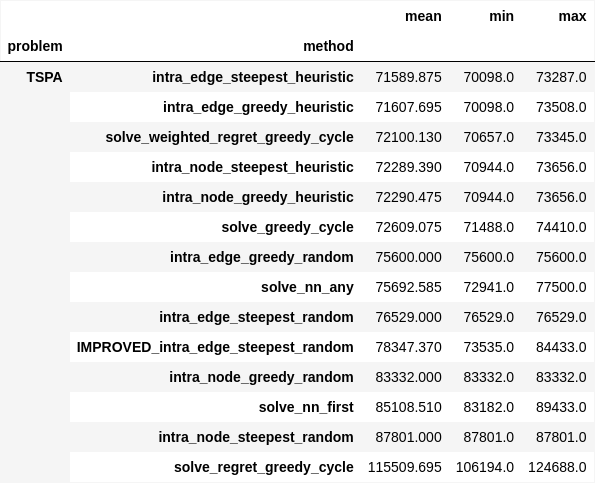 mean min max
problem method
TSPA intra_edge_steepest_heuristic 71589.875 70098.0 73287.0
intra_edge_greedy_heuristic 71607.695 70098.0 73508.0
solve_weighted_regret_greedy_cycle 72100.130 70657.0 73345.0
intra_node_steepest_heuristic 72289.390 70944.0 73656.0
intra_node_greedy_heuristic 72290.475 70944.0 73656.0
solve_greedy_cycle 72609.075 71488.0 74410.0
intra_edge_greedy_random 75600.000 75600.0 75600.0
solve_nn_any 75692.585 72941.0 77500.0
intra_edge_steepest_random 76529.000 76529.0 76529.0
IMPROVED_intra_edge_steepest_random 78347.370 73535.0 84433.0
intra_node_greedy_random 83332.000 83332.0 83332.0
solve_nn_first 85108.510 83182.0 89433.0
intra_node_steepest_random 87801.000 87801.0 87801.0
solve_regret_greedy_cycle 115509.695 106194.0 124688.0